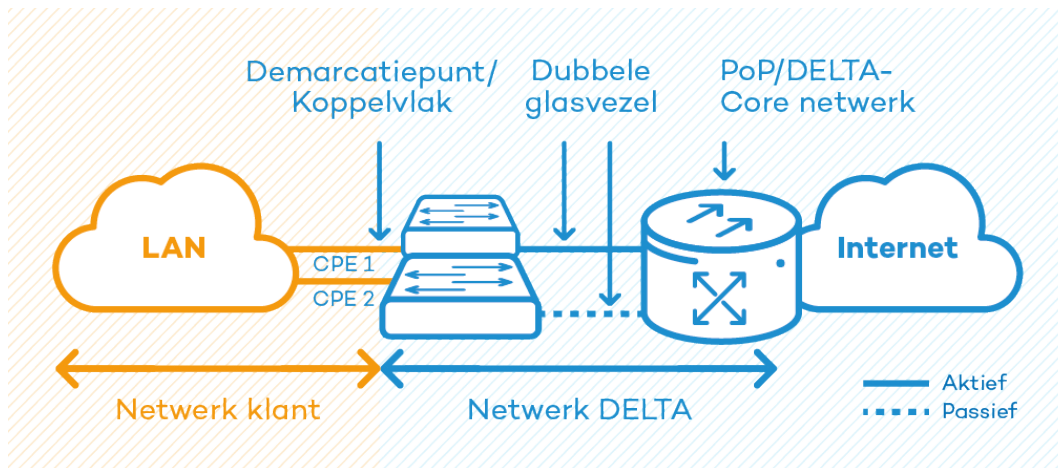 Demarcatiepunt/
Koppelvlak
Dubbele
glasvezel
PoP/DELTA-
Core netwerk
LAN
CPE 1
CPE 2
Internet
Netwerk klant
Netwerk DELTA
Aktief
Passief